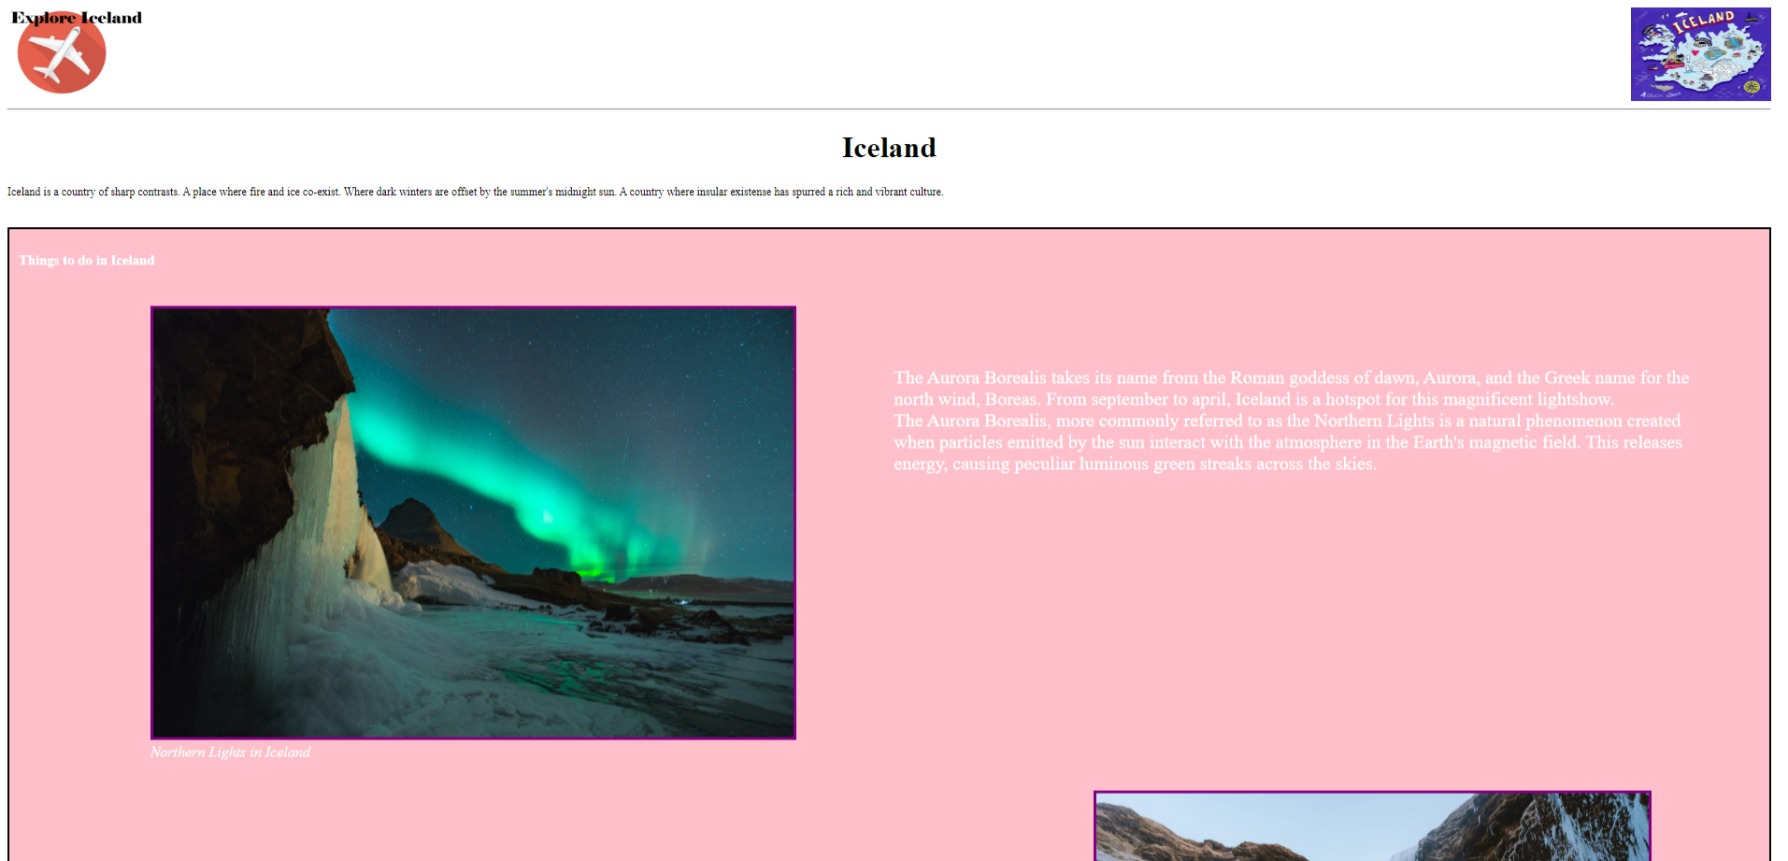 Explore Iceland
ICELAND
Iceland
Iceland is a country of sharp contrasts. A place where fire and ice co-exist. Where dark winters are offset by the summer's midnight sun. A country where insular existense has spurred a rich and vibrant culture.
Things to do in Iceland
The Aurora Borealis takes its name from the Roman goddess of dawn, Aurora, and the Greek name for the
north wind, Boreas. From september to april, Iceland is a hotspot for this magnificent lightshow.
The Aurora Borealis, more commonly referred to as the Northern Lights is a natural phenomenon created
when particles emitted by the sun interact with the atmosphere in the Earth's magnetic field. This releases
energy, causing peculiar luminous green streaks across the skies.
Northern Lights in Iceland